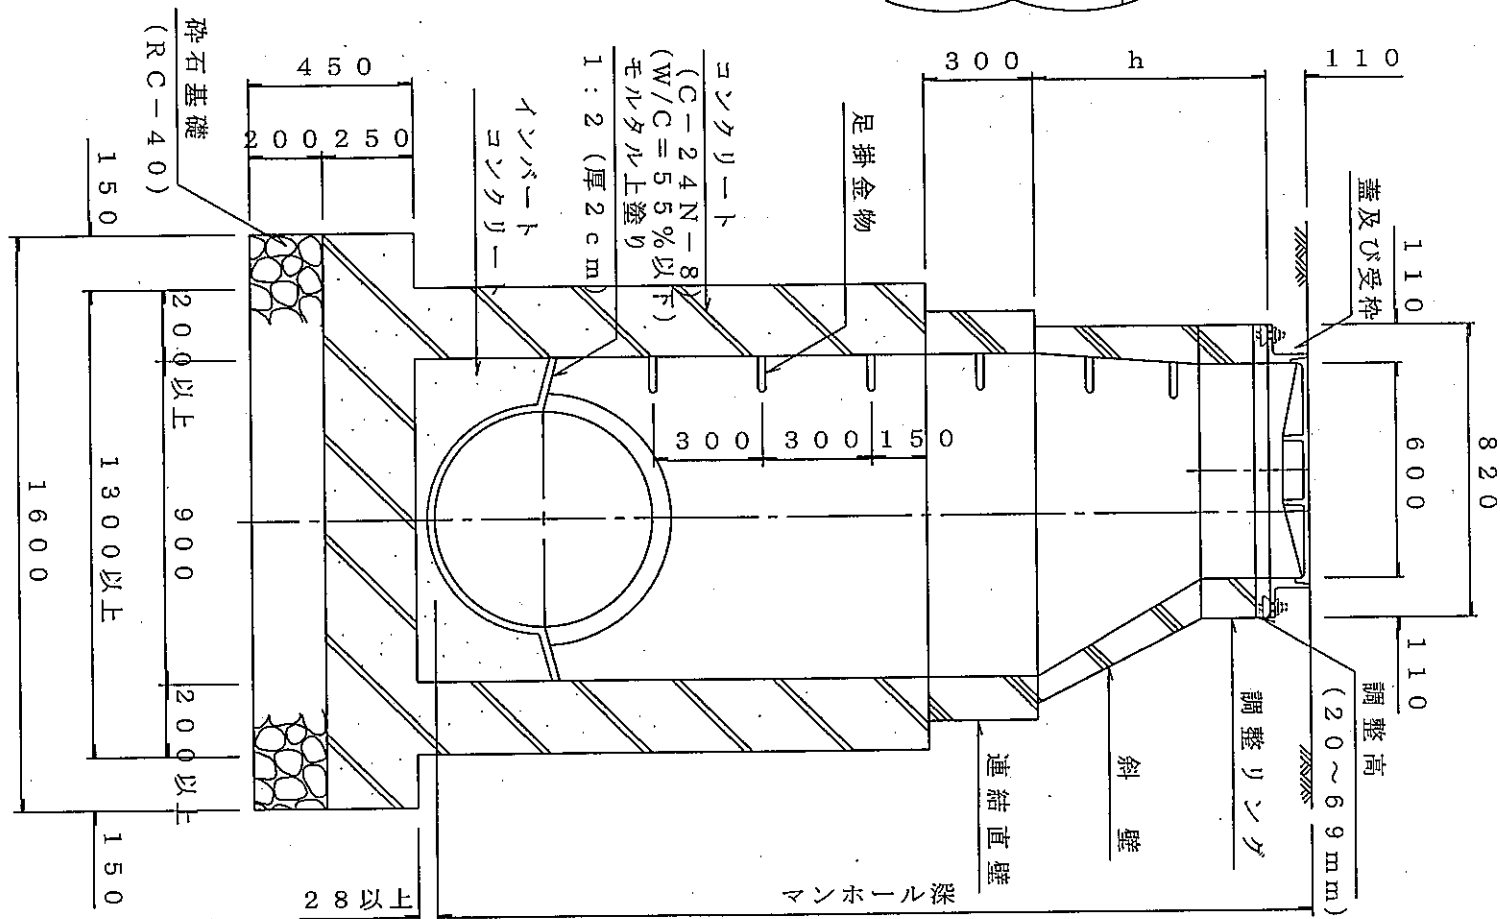 砕石基礎
(RC-40)
450
200
250
150
インバート
コンクリート
コンクリート
(C-24N-8)
(W/C=55%以下)
モルタル上塗り
1:2(厚2cm)
足掛金物
300
h
110
蓋及び受枠
110
820
600
110
300
300
150
200以上
900
200以上
1300以上
1600
150
調整高
(20~69mm)
調整リング
斜壁
連結直壁
28以上
マンホール深